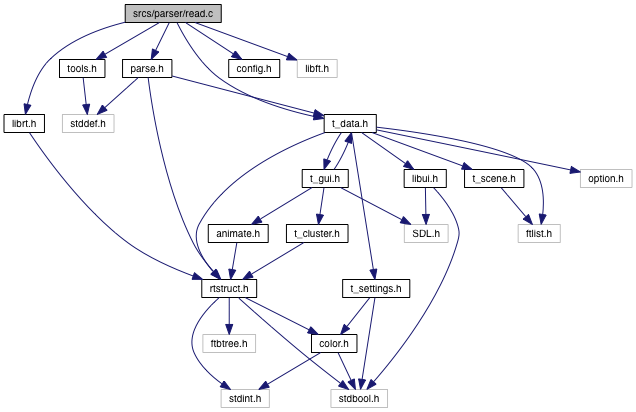 srcs/parser/read.c
tools.h
parse.h
config.h
libft.h
librt.h
stddef.h
t_data.h
t_gui.h
libui.h
t_scene.h
option.h
animate.h
t_cluster.h
SDL.h
ftlist.h
rtstruct.h
t_settings.h
ftbtree.h
color.h
stdint.h
stdbool.h